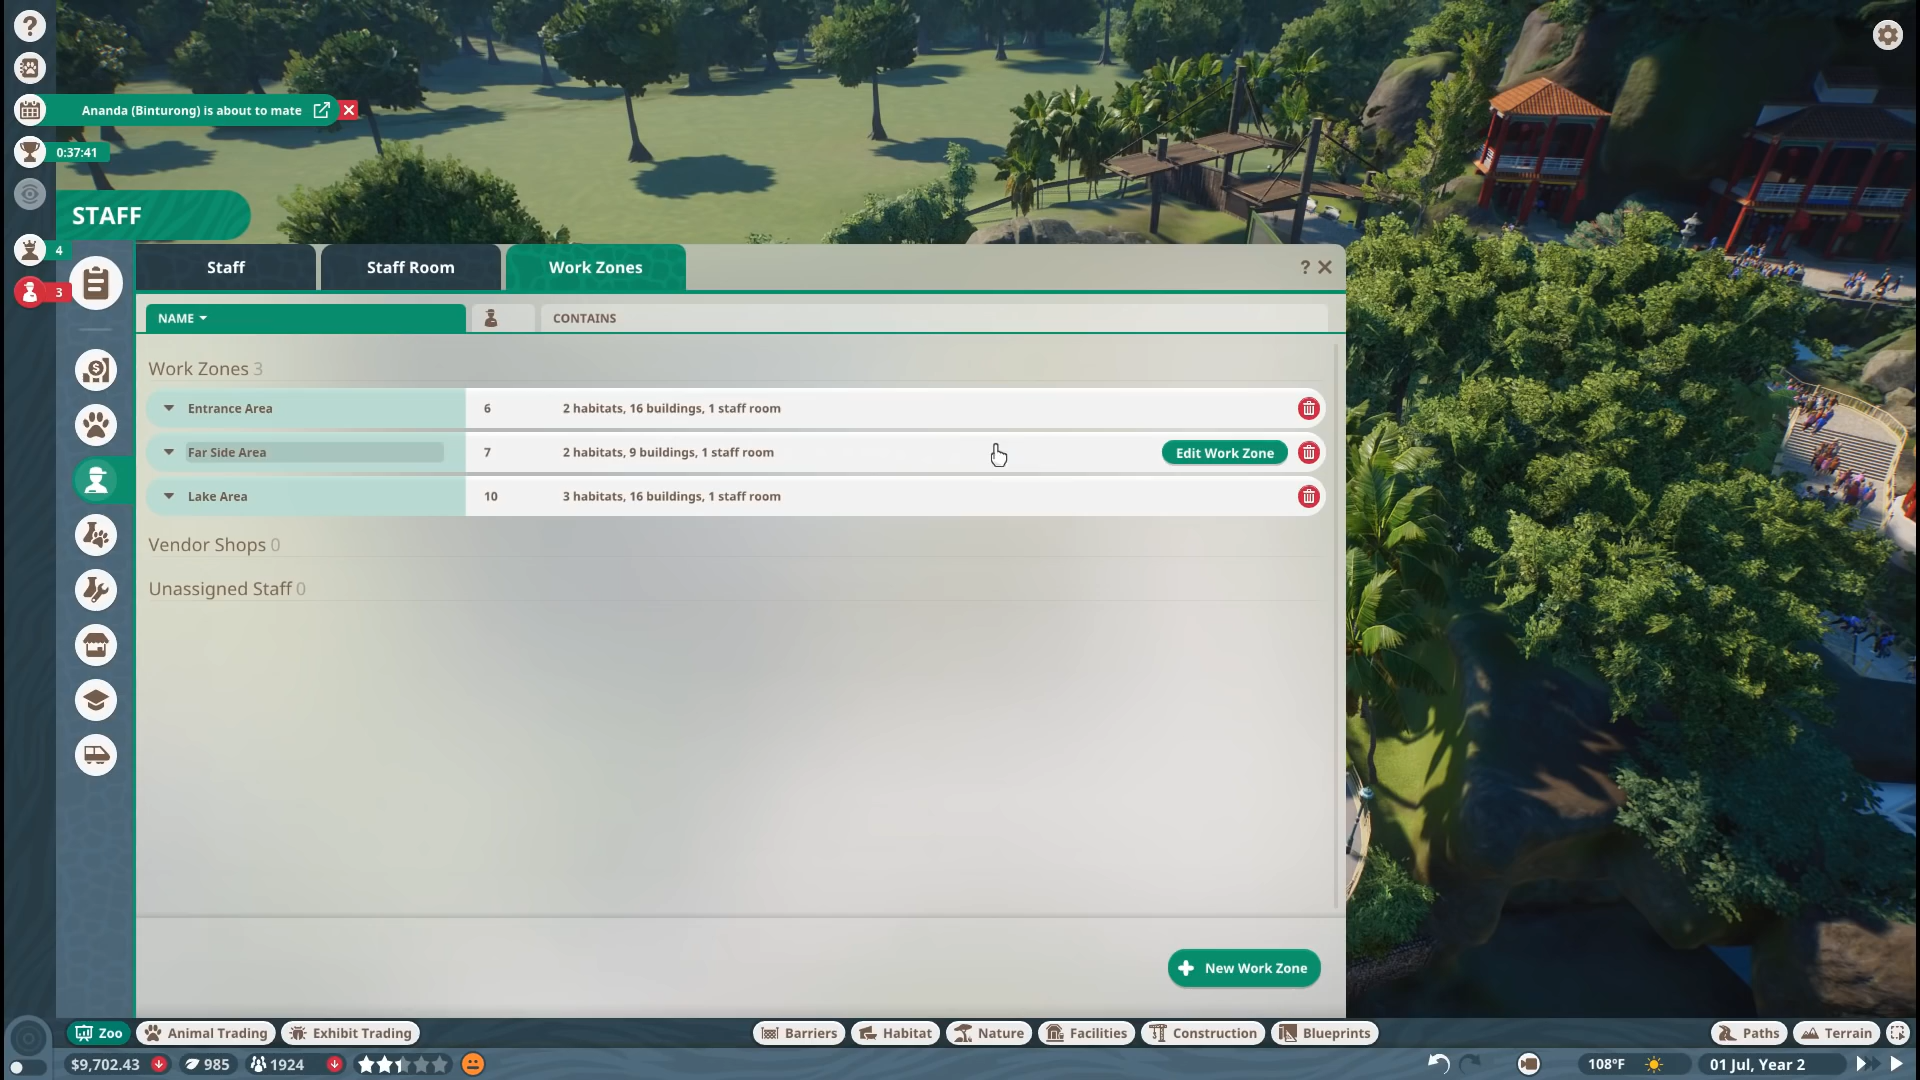 ?
Ananda (Binturong) is about to mate
0:37:41
STAFF
4
3
Staff
Staff Room
Work Zones
?
NAME
CONTAINS
Work Zones 3
Entrance Area
6
2 habitats, 16 buildings, 1 staff room
Far Side Area
7
2 habitats, 9 buildings, 1 staff room
Edit Work Zone
Lake Area
10
3 habitats, 16 buildings, 1 staff room
Vendor Shops 0
Unassigned Staff 0
New Work Zone
Zoo
Animal Trading
Exhibit Trading
Barriers
Habitat
Nature
Facilities
Construction
Blueprints
Paths
Terrain
$9,702.43
985
1924
108°F
01 Jul, Year 2